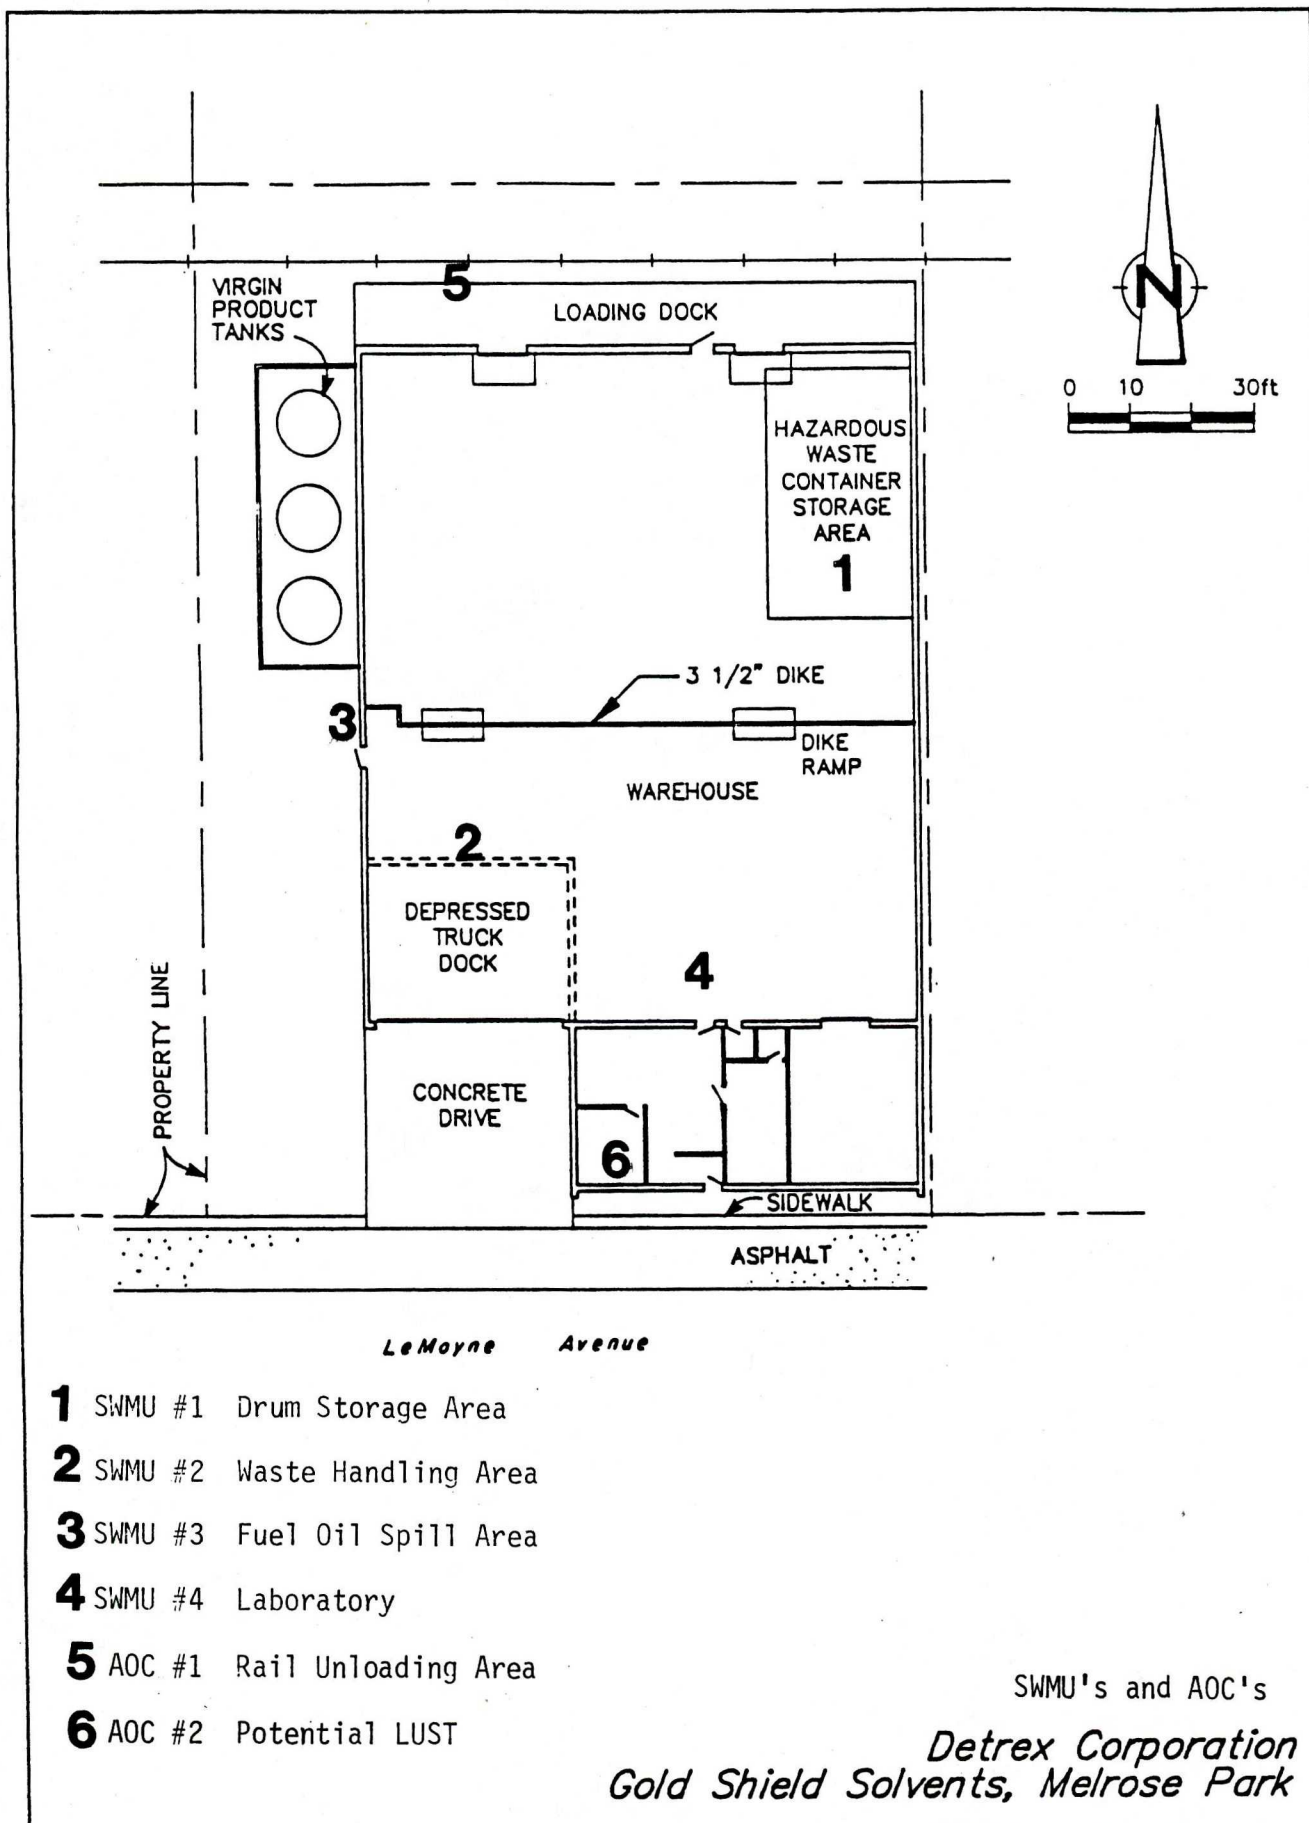 5
VIRGIN
PRODUCT
TANKS
LOADING DOCK
N
0 10 30ft
HAZARDOUS
WASTE
CONTAINER
STORAGE
AREA
1
3 1/2" DIKE
3
DIKE
RAMP
WAREHOUSE
2
DEPRESSED
TRUCK
DOCK
4
PROPERTY LINE
CONCRETE
DRIVE
6
SIDEWALK
ASPHALT
LeMoyne Avenue
1 SWMU #1 Drum Storage Area
2 SWMU #2 Waste Handling Area
3 SWMU #3 Fuel Oil Spill Area
4 SWMU #4 Laboratory
5 AOC #1 Rail Unloading Area
6 AOC #2 Potential LUST
SWMU's and AOC's
Detrex Corporation
Gold Shield Solvents, Melrose Park